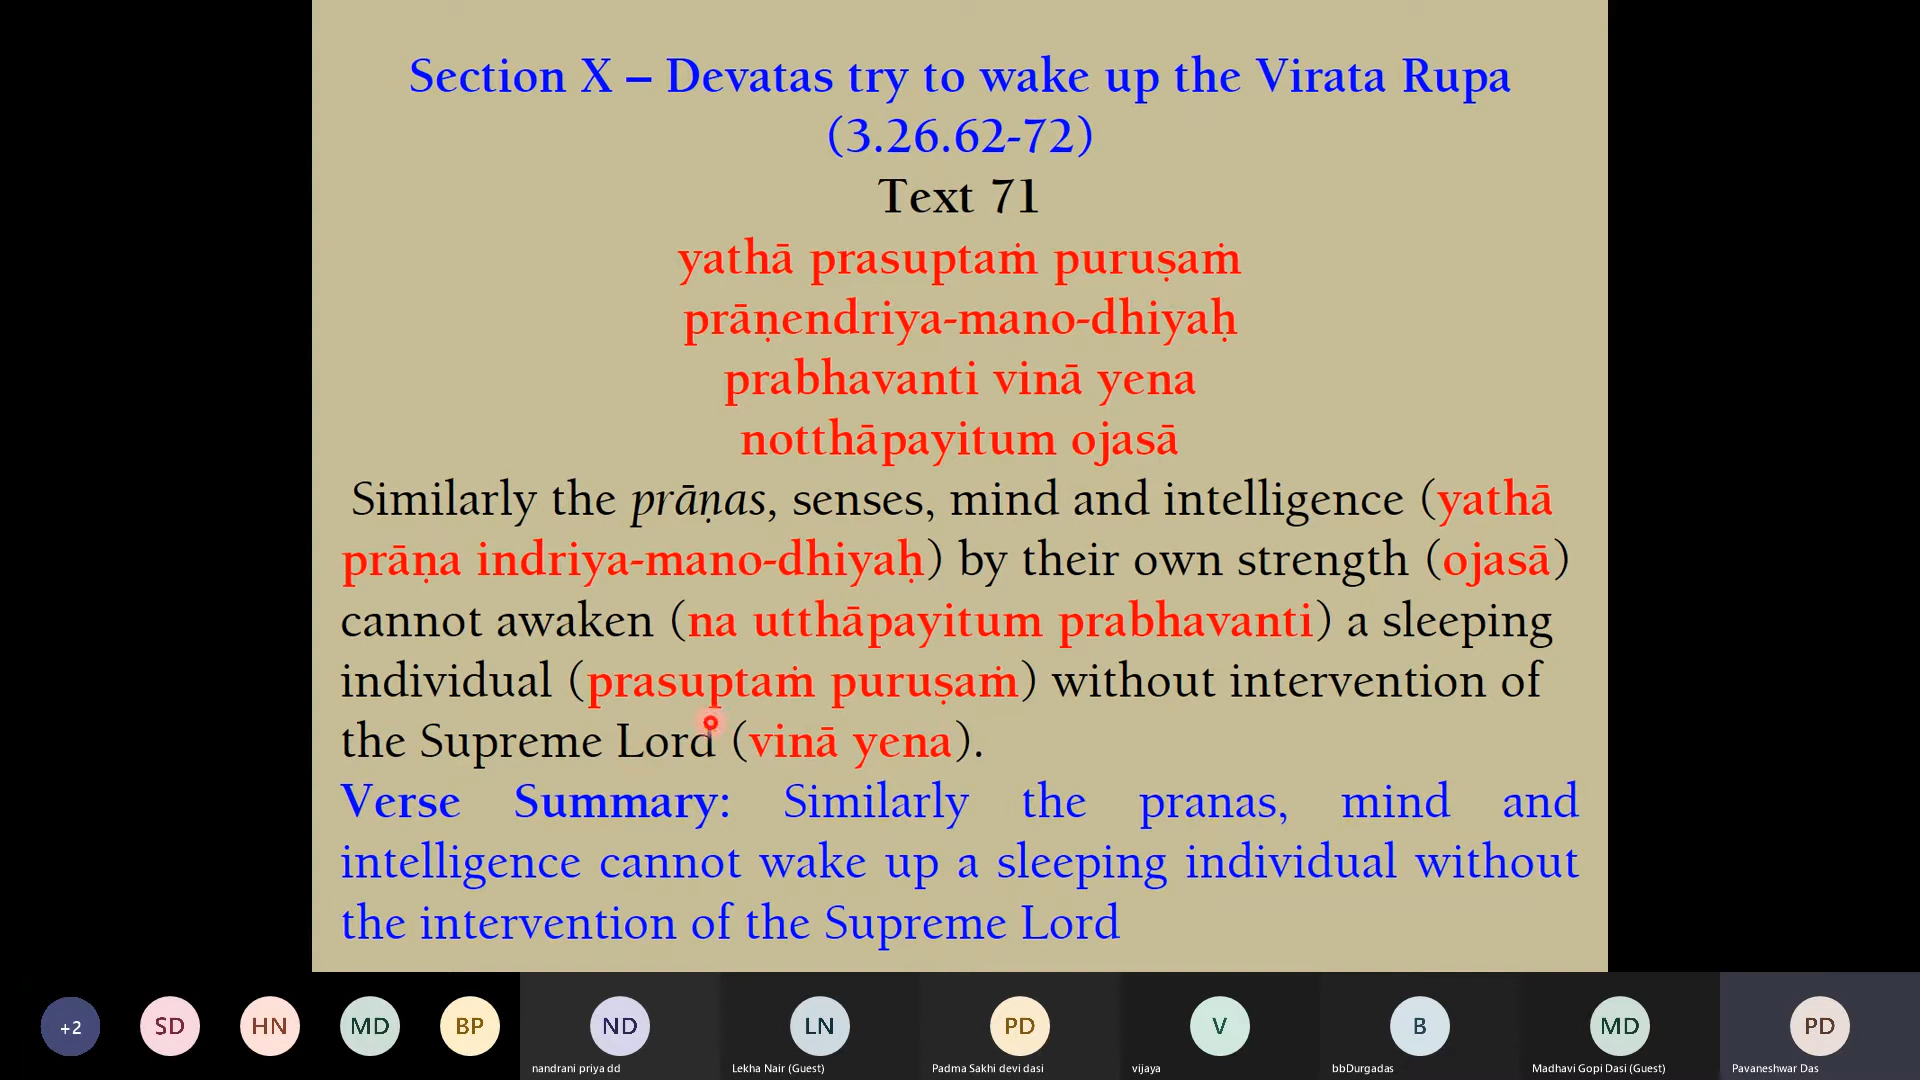 Section X – Devatas try to wake up the Virata Rupa
(3.26.62-72)
Text 71
yathā prasuptaṁ puruṣaṁ
prāṇendriya-mano-dhiyaḥ
prabhavanti vinā yena
notthāpayitum ojasā
Similarly the prāṇas, senses, mind and intelligence (yathā
prāṇa indriya-mano-dhiyaḥ) by their own strength (ojasā)
cannot awaken (na utthāpayitum prabhavanti) a sleeping
individual (prasuptaṁ puruṣaṁ) without intervention of
the Supreme Lord (vinā yena).
Verse Summary: Similarly the pranas, mind and
intelligence cannot wake up a sleeping individual without
the intervention of the Supreme Lord
+2 SD HN MD BP ND LN PD V B MD PD
nandrani priya dd Lekha Nair (Guest) Padma Sakhi devi dasi vijaya bbDurgadas Madhavi Gopi Dasi (Guest) Pavaneshwar Das